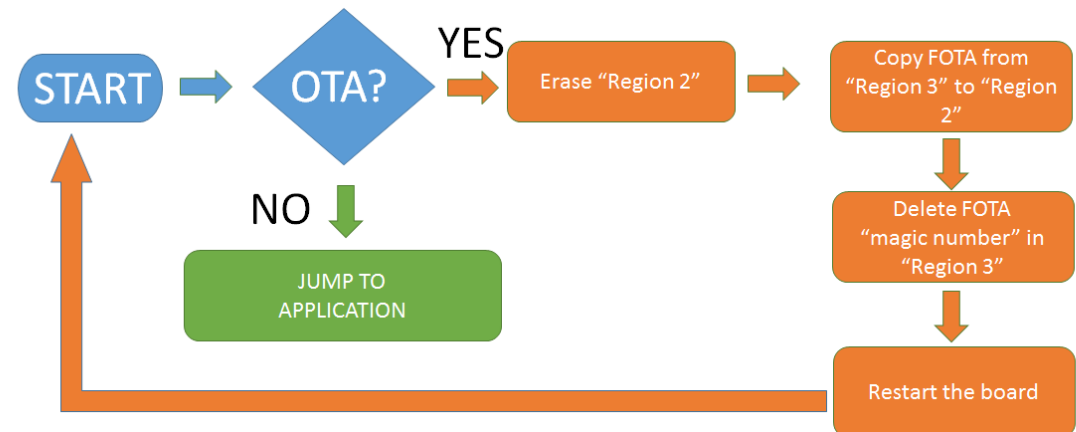 START
OTA?
YES
Erase “Region 2”
Copy FOTA from
“Region 3” to “Region
2”
NO
JUMP TO
APPLICATION
Delete FOTA
“magic number” in
“Region 3”
Restart the board